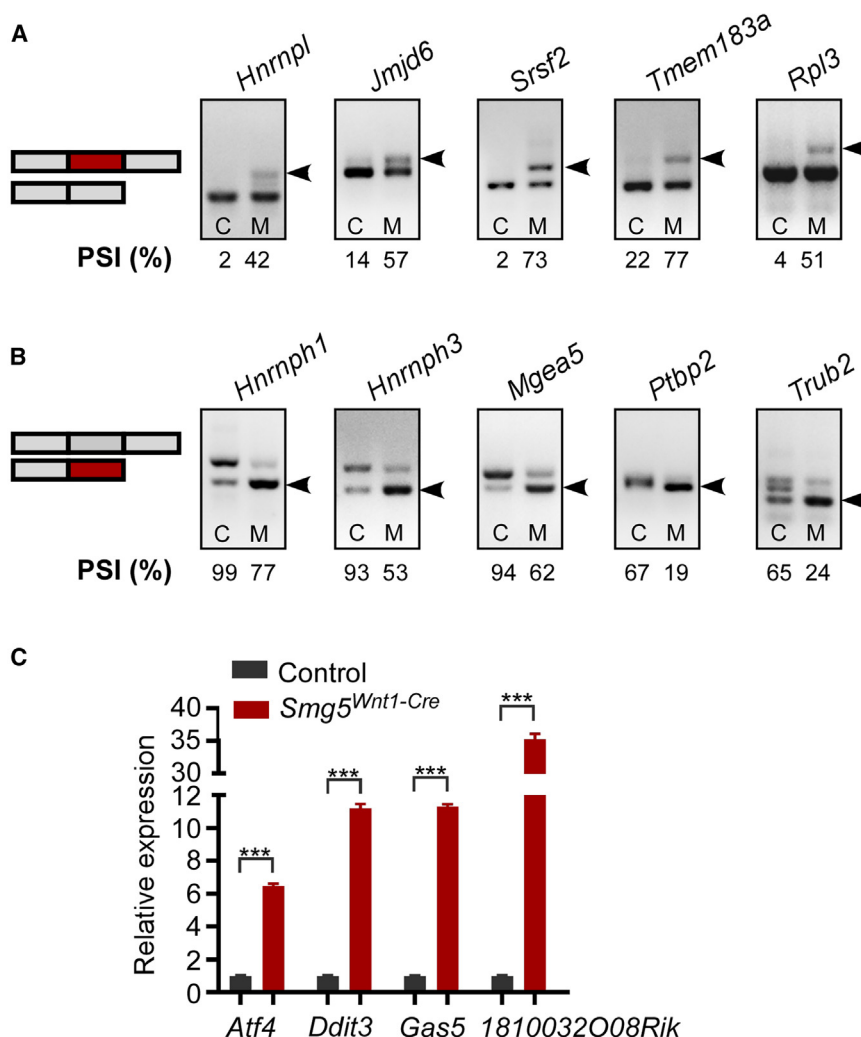 A
Hnrnpl Jmjd6 Srsf2 Tmem183a Rpl3
C M C M C M C M C M
PSI (%) 2 42 14 57 2 73 22 77 4 51
B
Hnrnph1 Hnrnph3 Mgea5 Ptbp2 Trub2
C M C M C M C M C M
PSI (%) 99 77 93 53 94 62 67 19 65 24
C
Control
Smg5Wnt1-Cre
Relative expression
40
35
30
12
10
8
6
4
2
0
*** *** *** ***
Atf4 Ddit3 Gas5 1810032O08Rik